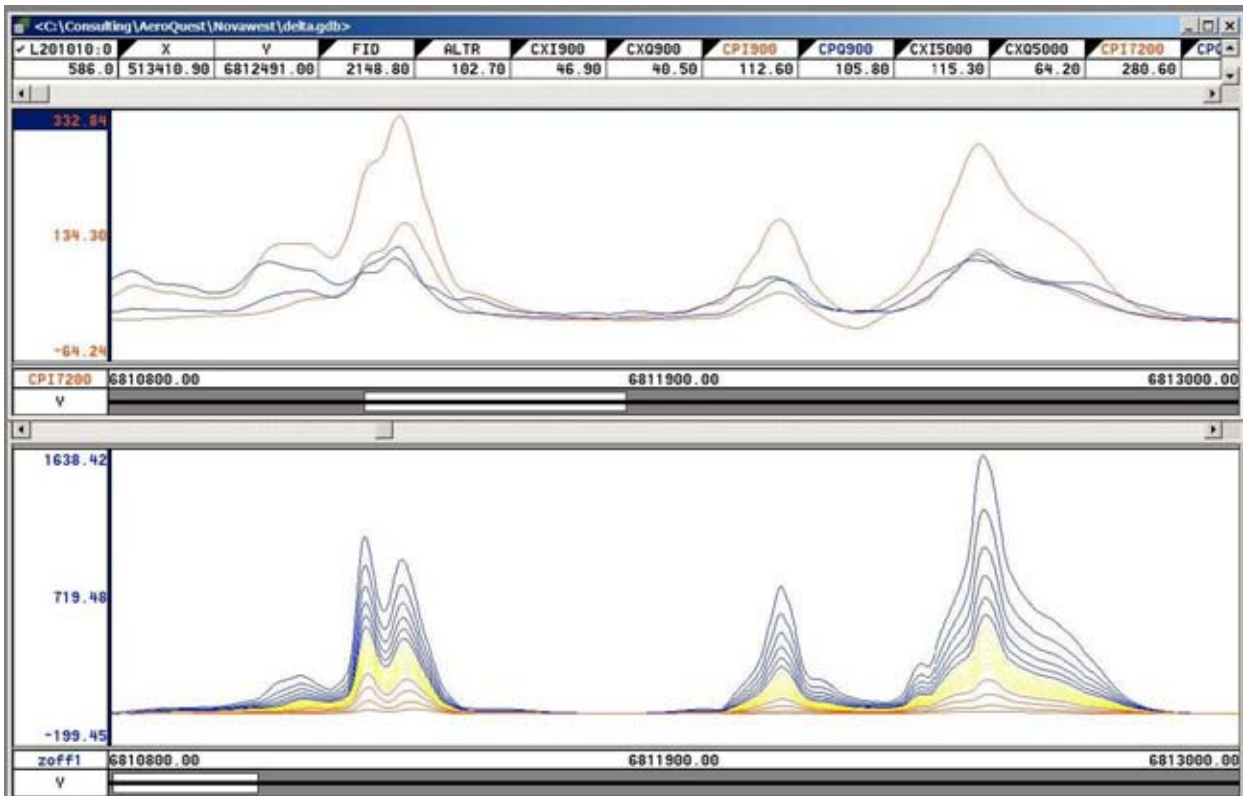 <C:\Consulting\AeroQuest\Novawest\delta.gdb>
✓ L201010:0 X Y FID ALTR CXI900 CXQ900 CPI900 CPQ900 CXI5000 CXQ5000 CPI7200 CPQ
586.0 513410.90 6812491.00 2148.80 102.70 46.90 40.50 112.60 105.80 115.30 64.20 280.60
332.84
134.30
-64.24
CPI7200 6810800.00 6811900.00 6813000.00
Y
1638.42
719.48
-199.45
zoff1 6810800.00 6811900.00 6813000.00
Y